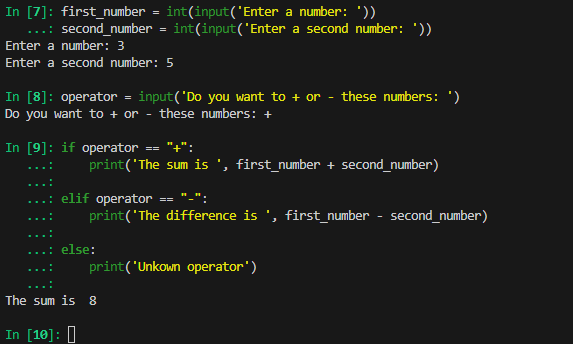 In [7]: first_number = int(input('Enter a number: '))
   ...: second_number = int(input('Enter a second number: '))
Enter a number: 3
Enter a second number: 5
In [8]: operator = input('Do you want to + or - these numbers: ')
Do you want to + or - these numbers: +
In [9]: if operator == "+":
   ...:     print('The sum is ', first_number + second_number)
   ...:
   ...: elif operator == "-":
   ...:     print('The difference is ', first_number - second_number)
   ...:
   ...: else:
   ...:     print('Unkown operator')
   ...:
The sum is  8
In [10]: